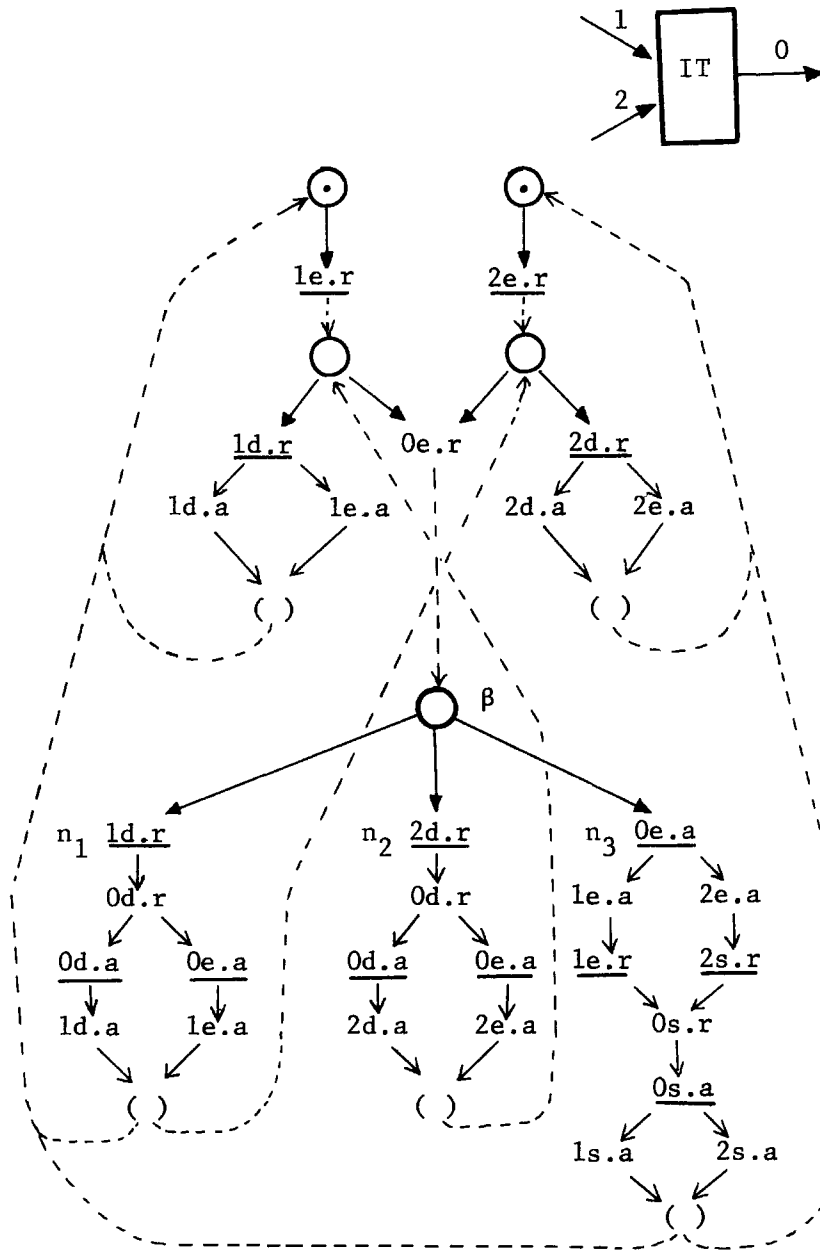 1
IT
0
2
1e.r 2e.r
1d.r 0e.r 2d.r
1d.a 1e.a 2d.a 2e.a
( ) ( )
β
n1 1d.r n2 2d.r n3 0e.a
0d.r 0d.r 1e.a 2e.a
0d.a 0e.a 0d.a 0e.a 1e.r 2s.r
1d.a 1e.a 2d.a 2e.a 0s.r
( ) ( ) 0s.a
1s.a 2s.a
( )